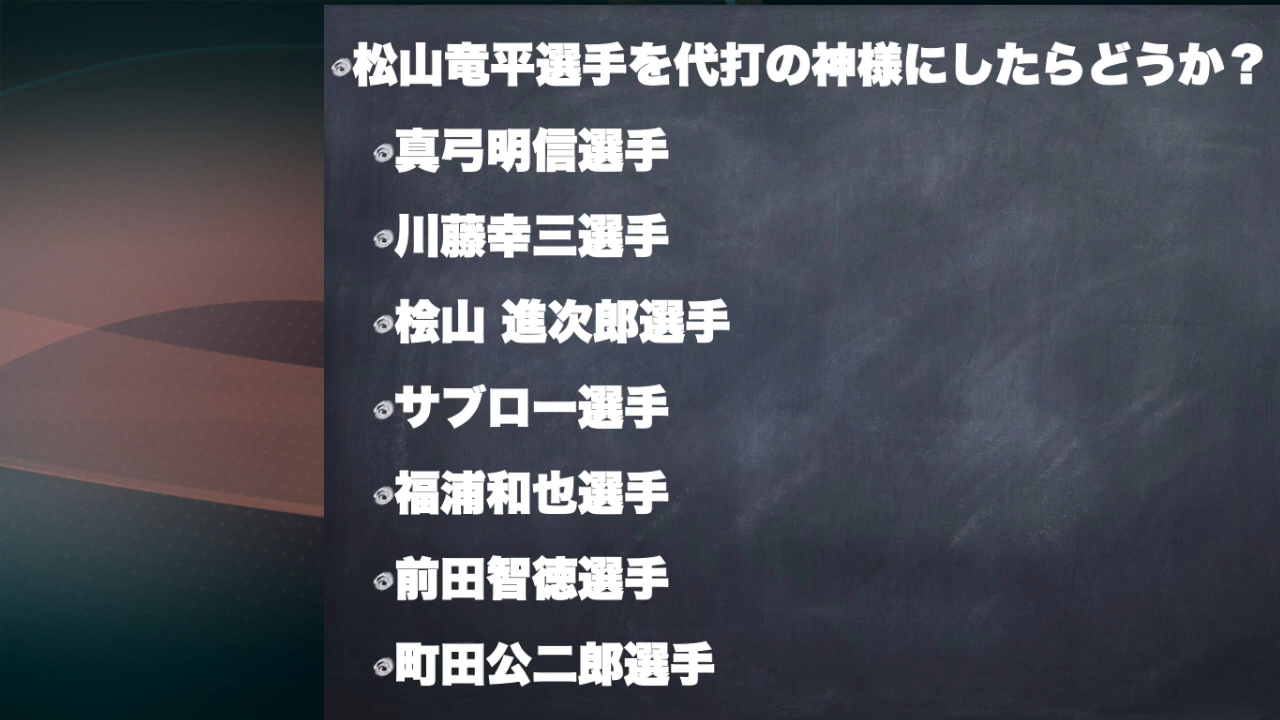 松山竜平選手を代打の神様にしたらどうか？
真弓明信選手
川藤幸三選手
桧山 進次郎選手
サブロー選手
福浦和也選手
前田智徳選手
町田公二郎選手